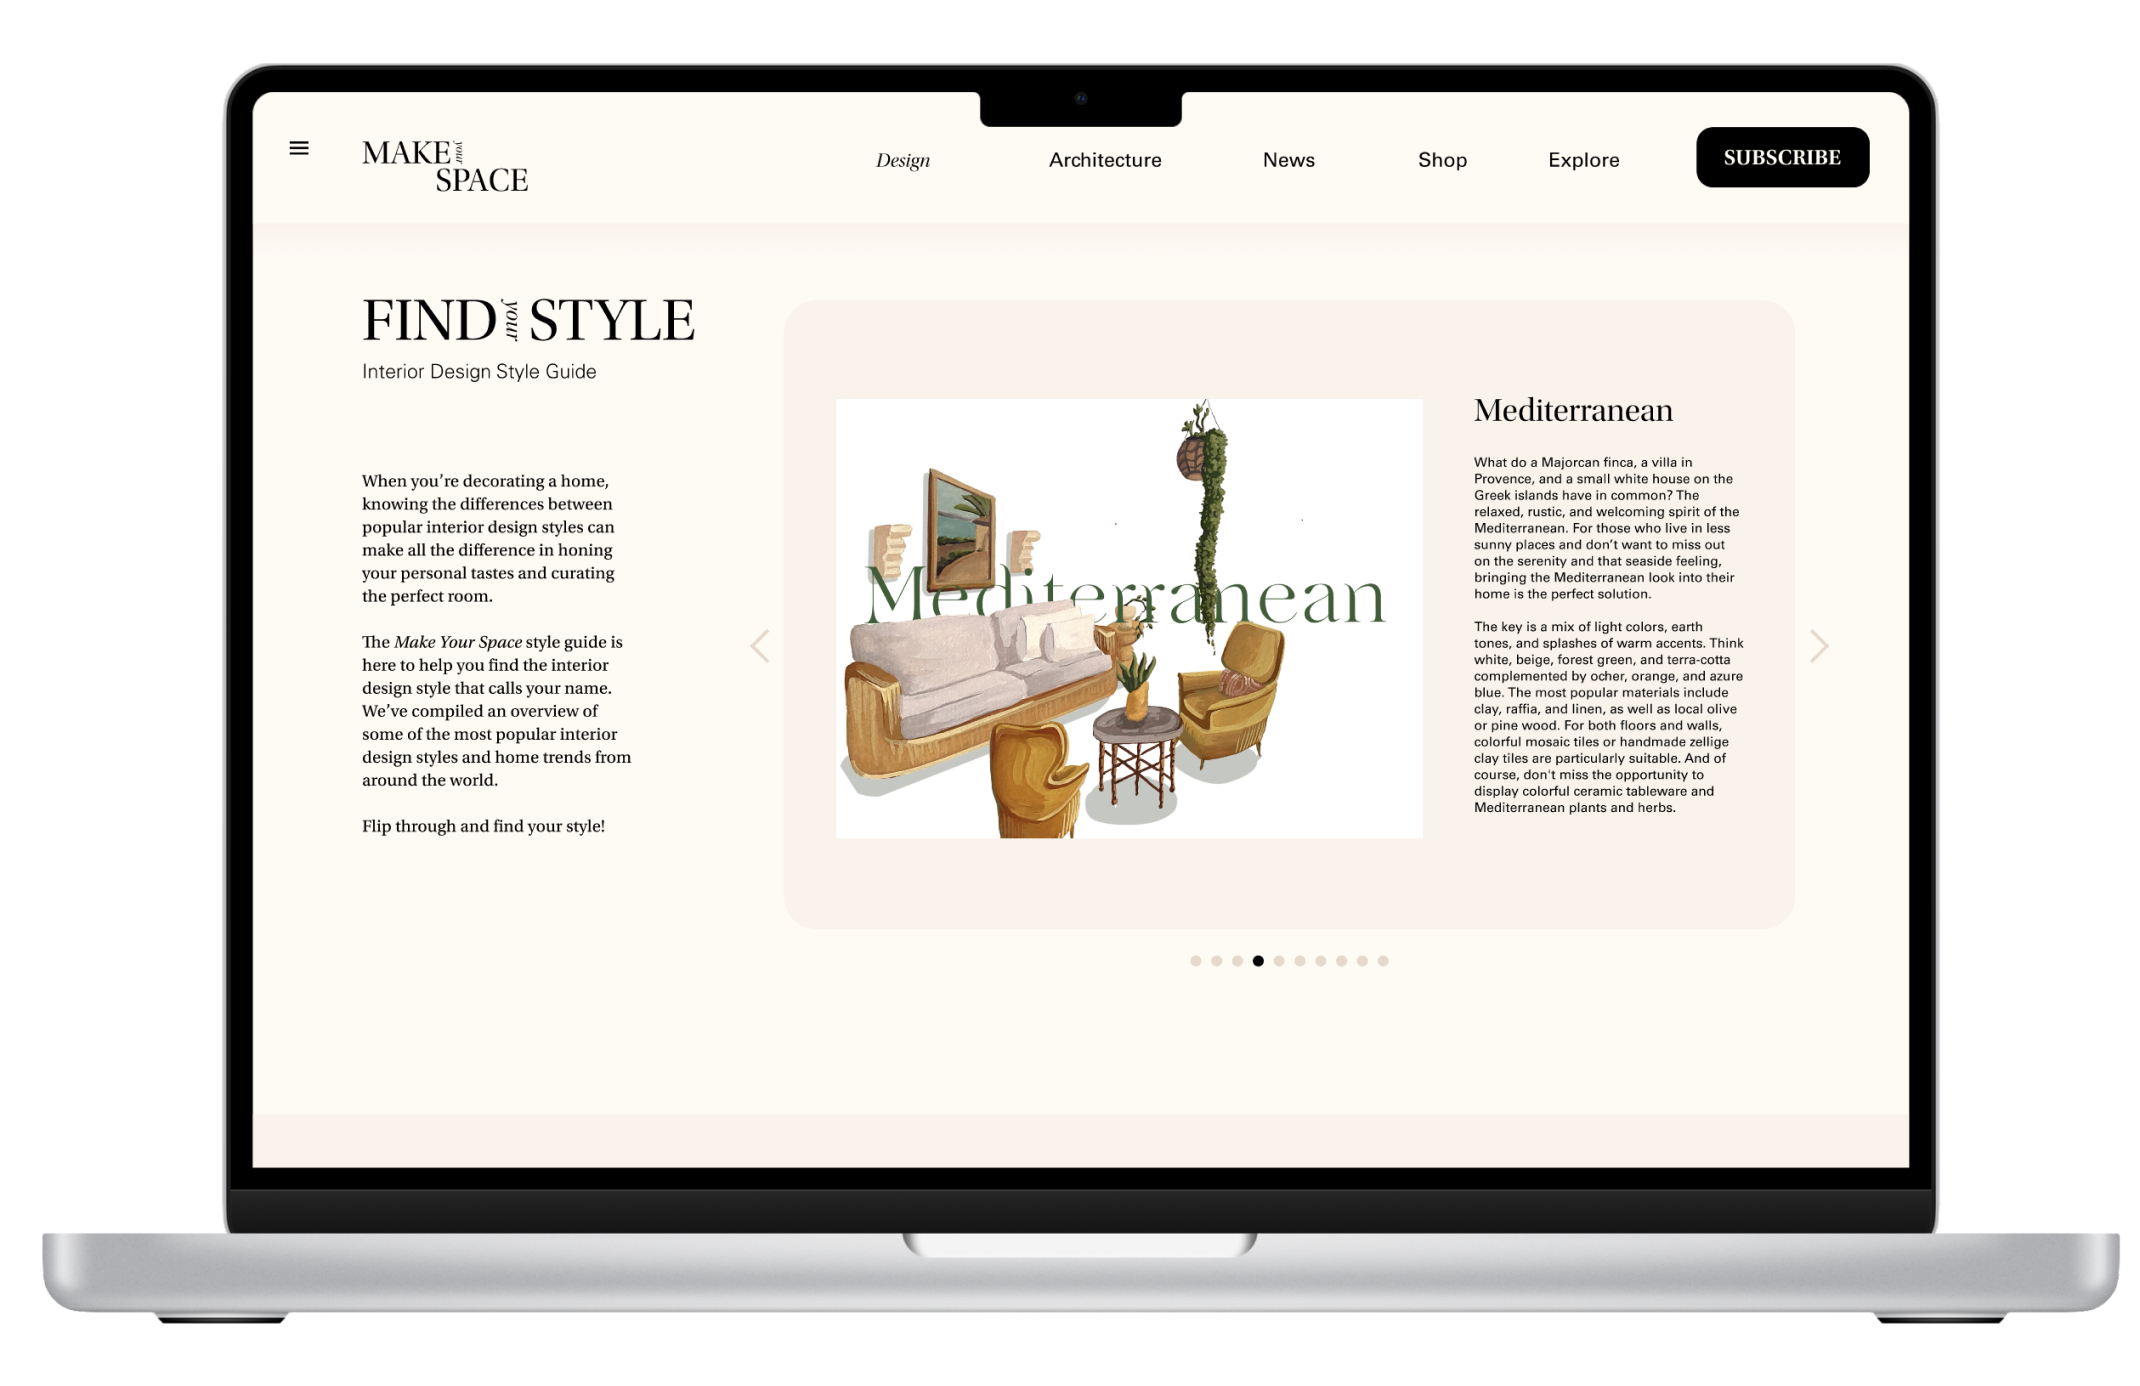 MAKE your
SPACE
Design
Architecture
News
Shop
Explore
SUBSCRIBE
FIND your STYLE
Interior Design Style Guide
When you’re decorating a home,
knowing the differences between
popular interior design styles can
make all the difference in honing
your personal tastes and curating
the perfect room.
The Make Your Space style guide is
here to help you find the interior
design style that calls your name.
We’ve compiled an overview of
some of the most popular interior
design styles and home trends from
around the world.
Flip through and find your style!
Mediterranean
Mediterranean
What do a Majorcan finca, a villa in
Provence, and a small white house on the
Greek islands have in common? The
relaxed, rustic, and welcoming spirit of the
Mediterranean. For those who live in less
sunny places and don’t want to miss out
on the serenity and that seaside feeling,
bringing the Mediterranean look into their
home is the perfect solution.
The key is a mix of light colors, earth
tones, and splashes of warm accents. Think
white, beige, forest green, and terra-cotta
complemented by ocher, orange, and azure
blue. The most popular materials include
clay, raffia, and linen, as well as local olive
or pine wood. For both floors and walls,
colorful mosaic tiles or handmade zellige
clay tiles are particularly suitable. And of
course, don't miss the opportunity to
display colorful ceramic tableware and
Mediterranean plants and herbs.